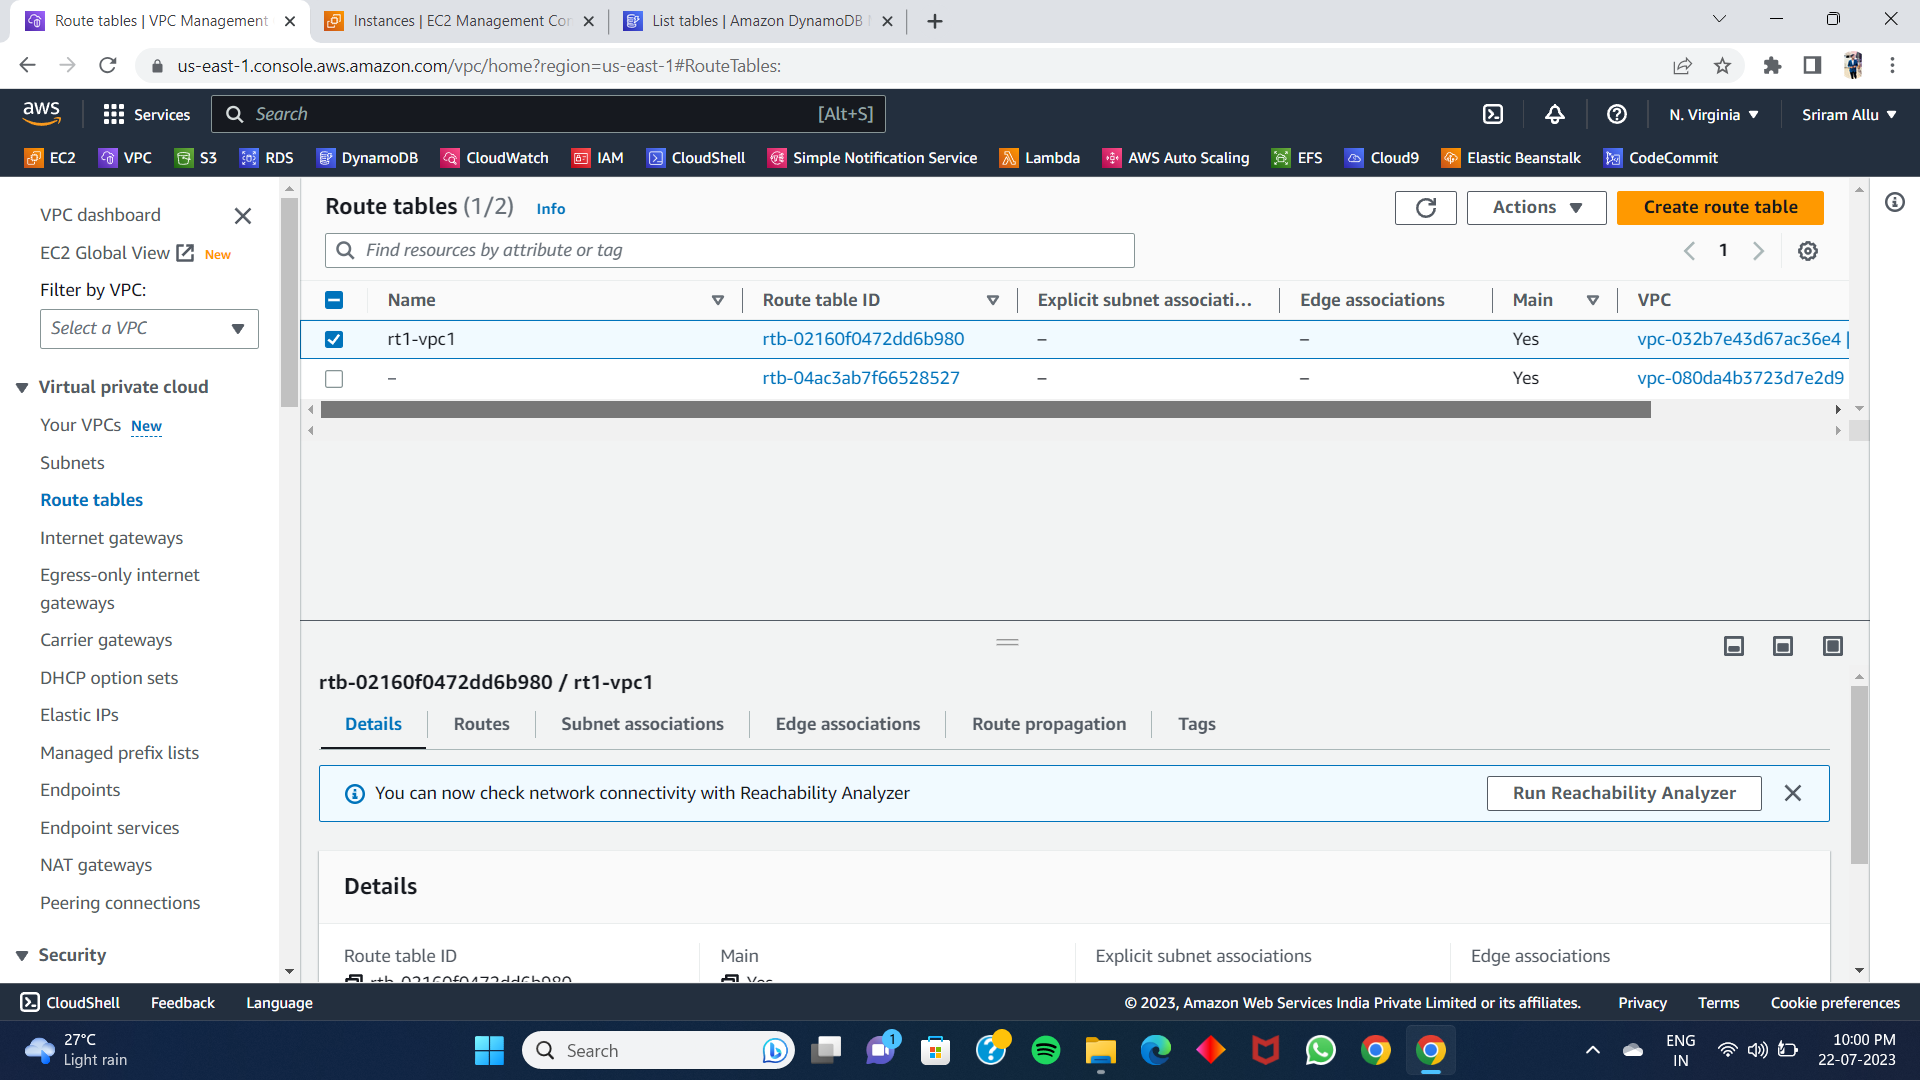 Route tables | VPC Management
Instances | EC2 Management Con
List tables | Amazon DynamoDB
us-east-1.console.aws.amazon.com/vpc/home?region=us-east-1#RouteTables:
aws
Services
Search
[Alt+S]
N. Virginia
Sriram Allu
EC2
VPC
S3
RDS
DynamoDB
CloudWatch
IAM
CloudShell
Simple Notification Service
Lambda
AWS Auto Scaling
EFS
Cloud9
Elastic Beanstalk
CodeCommit
VPC dashboard
EC2 Global View New
Filter by VPC:
Select a VPC
Virtual private cloud
Your VPCs New
Subnets
Route tables
Internet gateways
Egress-only internet
gateways
Carrier gateways
DHCP option sets
Elastic IPs
Managed prefix lists
Endpoints
Endpoint services
NAT gateways
Peering connections
Security
Route tables (1/2) Info
Actions
Create route table
Find resources by attribute or tag
1
Name Route table ID Explicit subnet associati... Edge associations Main VPC
rt1-vpc1 rtb-02160f0472dd6b980 – – Yes vpc-032b7e43d67ac36e4 |
– rtb-04ac3ab7f66528527 – – Yes vpc-080da4b3723d7e2d9
rtb-02160f0472dd6b980 / rt1-vpc1
Details Routes Subnet associations Edge associations Route propagation Tags
You can now check network connectivity with Reachability Analyzer
Run Reachability Analyzer
Details
Route table ID Main Explicit subnet associations Edge associations
rtb-02160f0472dd6b980 Yes
CloudShell Feedback Language
© 2023, Amazon Web Services India Private Limited or its affiliates. Privacy Terms Cookie preferences
27°C
Light rain
Search
1
ENG
IN
10:00 PM
22-07-2023